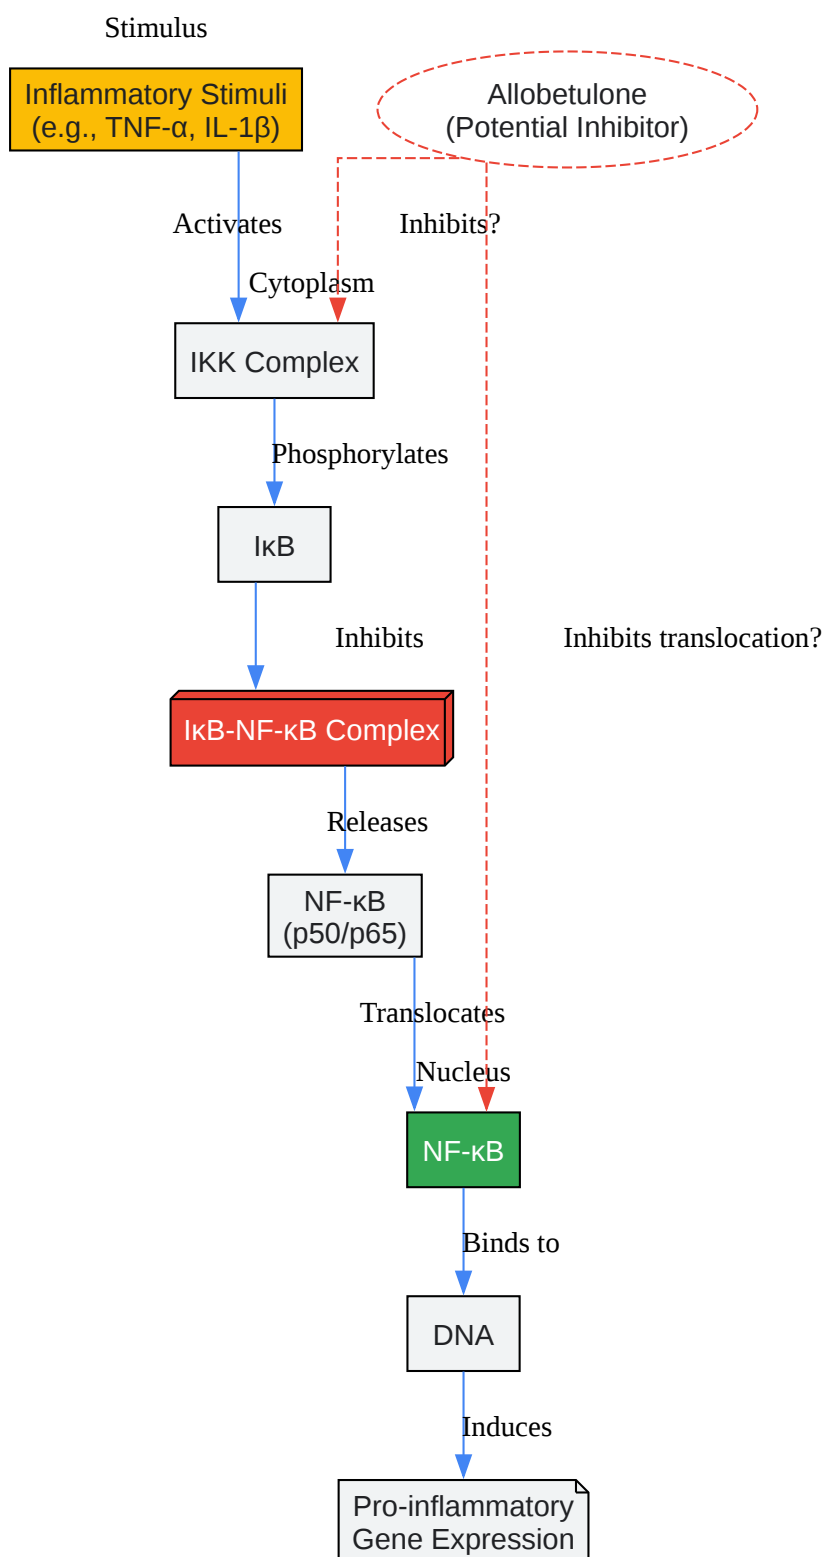 Stimulus
Inflammatory Stimuli
(e.g., TNF-α, IL-1β)
Allobetulone
(Potential Inhibitor)
Activates
Inhibits?
Cytoplasm
IKK Complex
Phosphorylates
IκB
Inhibits
Inhibits translocation?
IκB-NF-κB Complex
Releases
NF-κB
(p50/p65)
Translocates
Nucleus
NF-κB
Binds to
DNA
Induces
Pro-inflammatory
Gene Expression